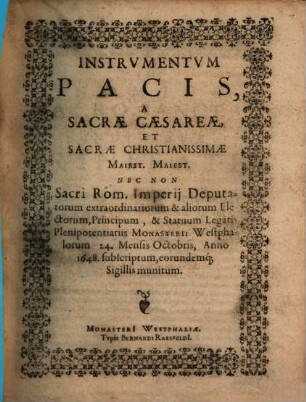 INSTRVMENTVM
PACIS,
A
SACRÆ CÆSAREÆ,
ET
SACRÆ CHRISTIANISSIMÆ
MAIEST. MAIEST.
NEC NON
Sacri Rom. Imperij Deputa-
torum extraordinariorum & aliorum Ele-
ctorum, Principum, & Statuum Legatis
Plenipotentiariis MONASTERII Westpha-
lorum 24. Mensis Octobris, Anno
1648. subscriptum, eorundemq;
Sigillis munitum.
MONASTERI WESTPHALIÆ,
Typis BERNARDI RAESFELDI.